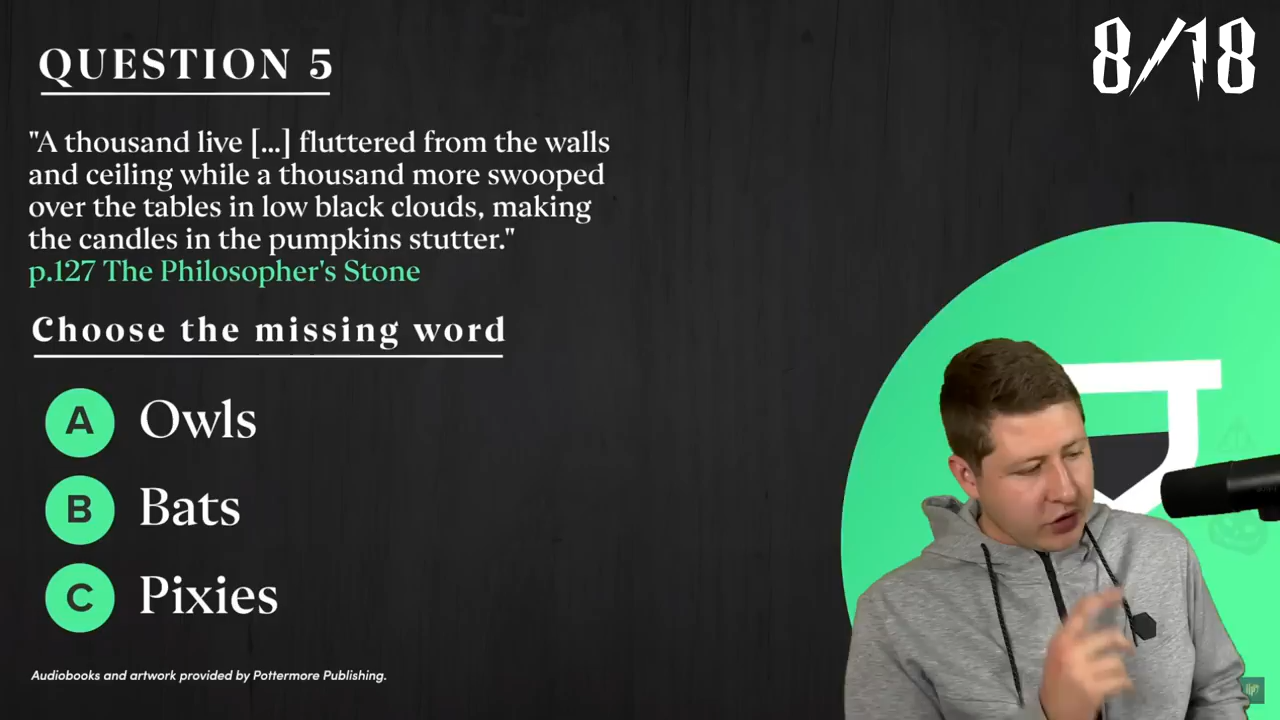 QUESTION 5
8/18
"A thousand live [...] fluttered from the walls
and ceiling while a thousand more swooped
over the tables in low black clouds, making
the candles in the pumpkins stutter."
p.127 The Philosopher's Stone
Choose the missing word
A Owls
B Bats
C Pixies
Audiobooks and artwork provided by Pottermore Publishing.